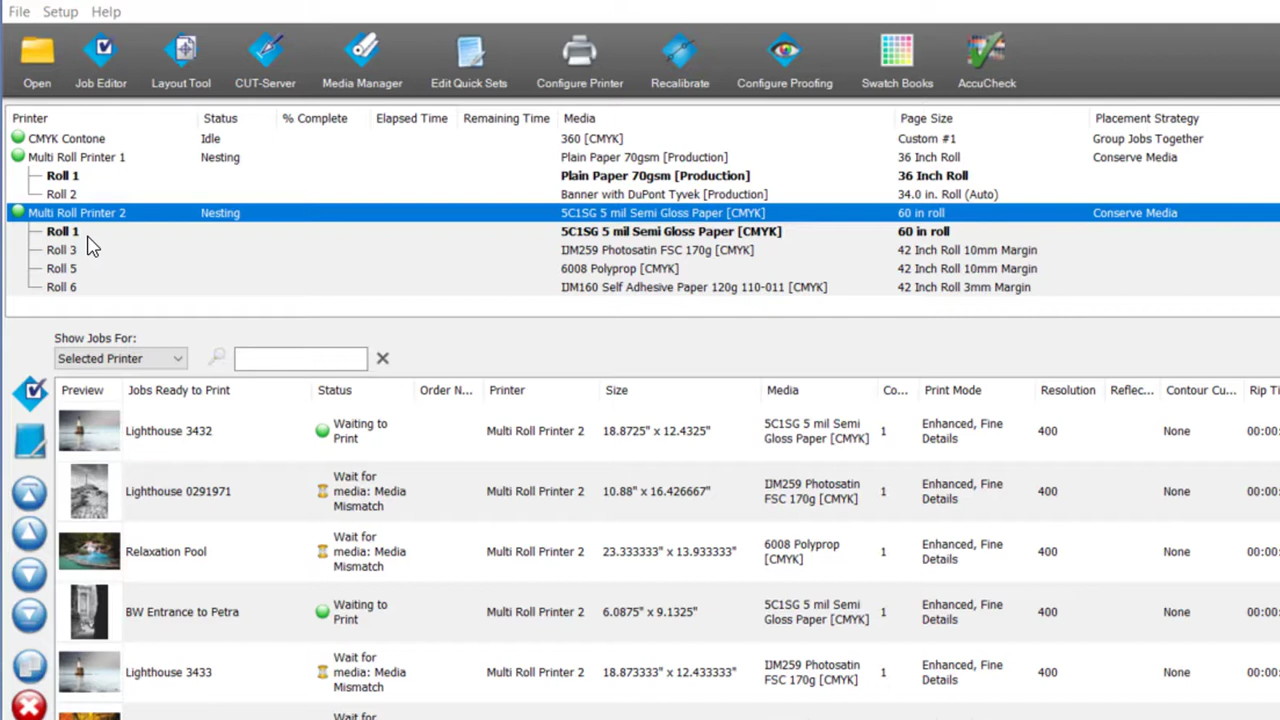 File Setup Help
Open Job Editor Layout Tool CUT-Server Media Manager Edit Quick Sets Configure Printer Recalibrate Configure Proofing Swatch Books AccuCheck
Printer Status % Complete Elapsed Time Remaining Time Media Page Size Placement Strategy
CMYK Contone Idle 360 [CMYK] Custom #1 Group Jobs Together
Multi Roll Printer 1 Nesting Plain Paper 70gsm [Production] 36 Inch Roll Conserve Media
Roll 1 Plain Paper 70gsm [Production] 36 Inch Roll
Roll 2 Banner with DuPont Tyvek [Production] 34.0 in. Roll (Auto)
Multi Roll Printer 2 Nesting 5C1SG 5 mil Semi Gloss Paper [CMYK] 60 in roll Conserve Media
Roll 1 5C1SG 5 mil Semi Gloss Paper [CMYK] 60 in roll
Roll 3 IJM259 Photosatin FSC 170g [CMYK] 42 Inch Roll 10mm Margin
Roll 5 6008 Polyprop [CMYK] 42 Inch Roll 10mm Margin
Roll 6 IJM160 Self Adhesive Paper 120g 110-011 [CMYK] 42 Inch Roll 3mm Margin
Show Jobs For:
Selected Printer
Preview Jobs Ready to Print Status Order N... Printer Size Media Co... Print Mode Resolution Reflec... Contour Cu... Rip Ti
Lighthouse 3432 Waiting to Print Multi Roll Printer 2 18.8725" x 12.4325" 5C1SG 5 mil Semi Gloss Paper [CMYK] 1 Enhanced, Fine Details 400 None 00:00:
Lighthouse 0291971 Wait for media: Media Mismatch Multi Roll Printer 2 10.88" x 16.426667" IJM259 Photosatin FSC 170g [CMYK] 1 Enhanced, Fine Details 400 None 00:00:
Relaxation Pool Wait for media: Media Mismatch Multi Roll Printer 2 23.333333" x 13.933333" 6008 Polyprop [CMYK] 1 Enhanced, Fine Details 400 None 00:00:
BW Entrance to Petra Waiting to Print Multi Roll Printer 2 6.0875" x 9.1325" 5C1SG 5 mil Semi Gloss Paper [CMYK] 1 Enhanced, Fine Details 400 None 00:00:
Lighthouse 3433 Wait for media: Media Mismatch Multi Roll Printer 2 18.873333" x 12.433333" IJM259 Photosatin FSC 170g [CMYK] 1 Enhanced, Fine Details 400 None 00:00:
Wait for